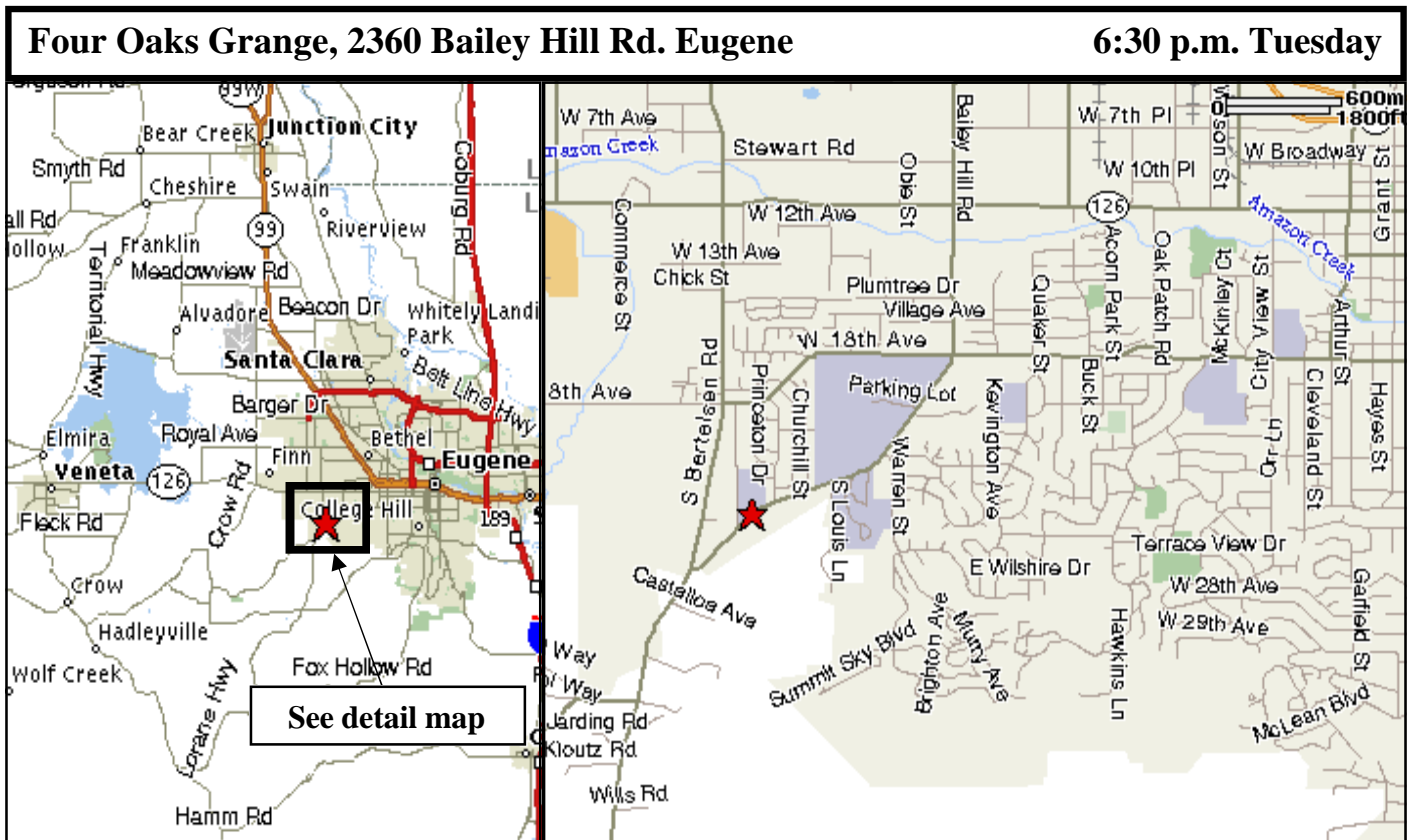 Four Oaks Grange, 2360 Bailey Hill Rd. Eugene 6:30 p.m. Tuesday
99W
Bear Creek
Junction City
Smyth Rd
Cheshire
Swain
Coburg Rd
Franklin
99
Riverview
Territorial Hwy
Meadowview Rd
Alvadore
Beacon Dr
Whitely Landi
Park
Santa Clara
Belt Line Hwy
Barger Dr
Elmira
Royal Ave
Bethel
Veneta
126
Finn
Eugene
Fleck Rd
Crow Rd
College Hill
189
Crow
Hadleyville
Wolf Creek
Lorane Hwy
Fox Hollow Rd
See detail map
Hamm Rd
W 7th Ave
Bailey Hill Rd
W 7th Pl
0
600m
1800ft
mazon Creek
Stewart Rd
Obie St
W 10th Pl
W Broadway
Grant St
Commerce St
W 12th Ave
126
Amazon Creek
W 13th Ave
Chick St
Acorn Park St
Oak Patch Rd
McKinley Ct
City View St
Plumtree Dr
Village Ave
Quaker St
Arthur St
S Bertelsen Rd
W 18th Ave
Princeton Dr
Parking Lot
Buck St
8th Ave
Churchill St
Kevington Ave
Cleveland St
Hayes St
Warren St
Orr Ln
S Louis Ln
Terrace View Dr
E Wilshire Dr
W 28th Ave
Castalloa Ave
Garfield St
W 29th Ave
Brighton Ave
Murry Ave
Hawkins Ln
Way
Summit Sky Blvd
Way
McLean Blvd
Jarding Rd
Kloutz Rd
Wills Rd